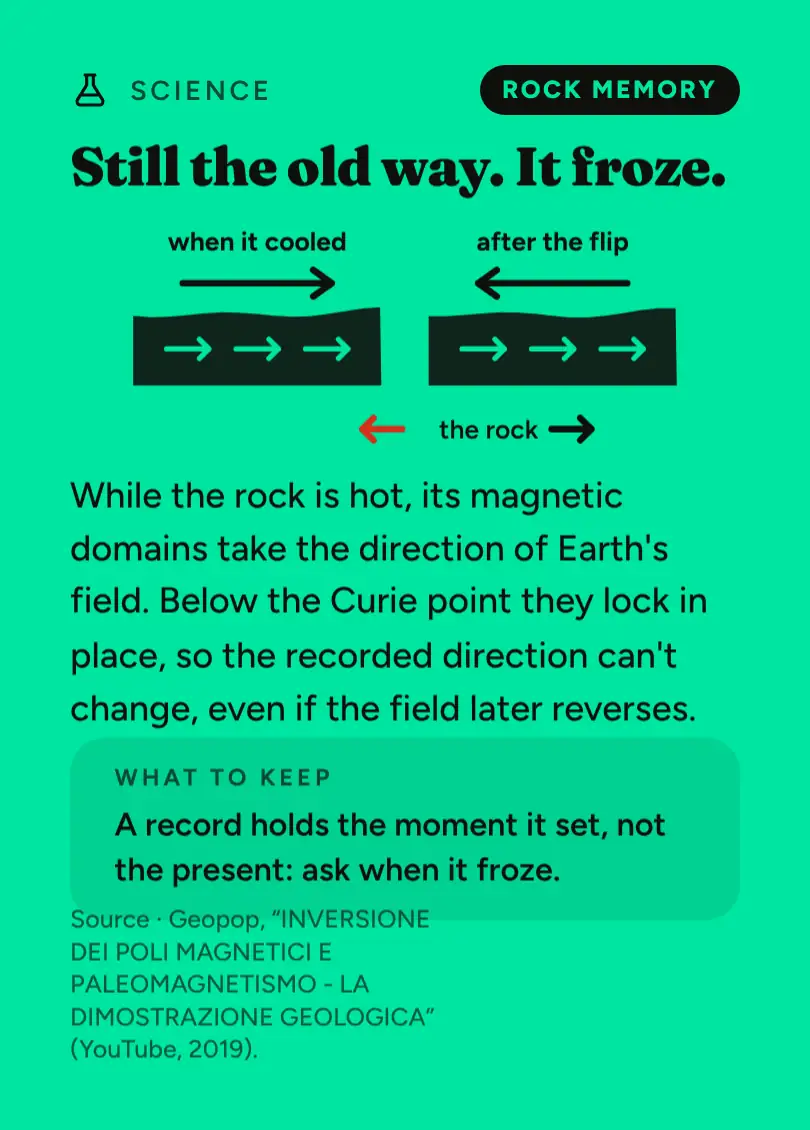 SCIENCE
ROCK MEMORY
Still the old way. It froze.
when it cooled
after the flip
the rock
While the rock is hot, its magnetic
domains take the direction of Earth's
field. Below the Curie point they lock in
place, so the recorded direction can't
change, even if the field later reverses.
WHAT TO KEEP
A record holds the moment it set, not
the present: ask when it froze.
Source · Geopop, “INVERSIONE
DEI POLI MAGNETICI E
PALEOMAGNETISMO - LA
DIMOSTRAZIONE GEOLOGICA”
(YouTube, 2019).